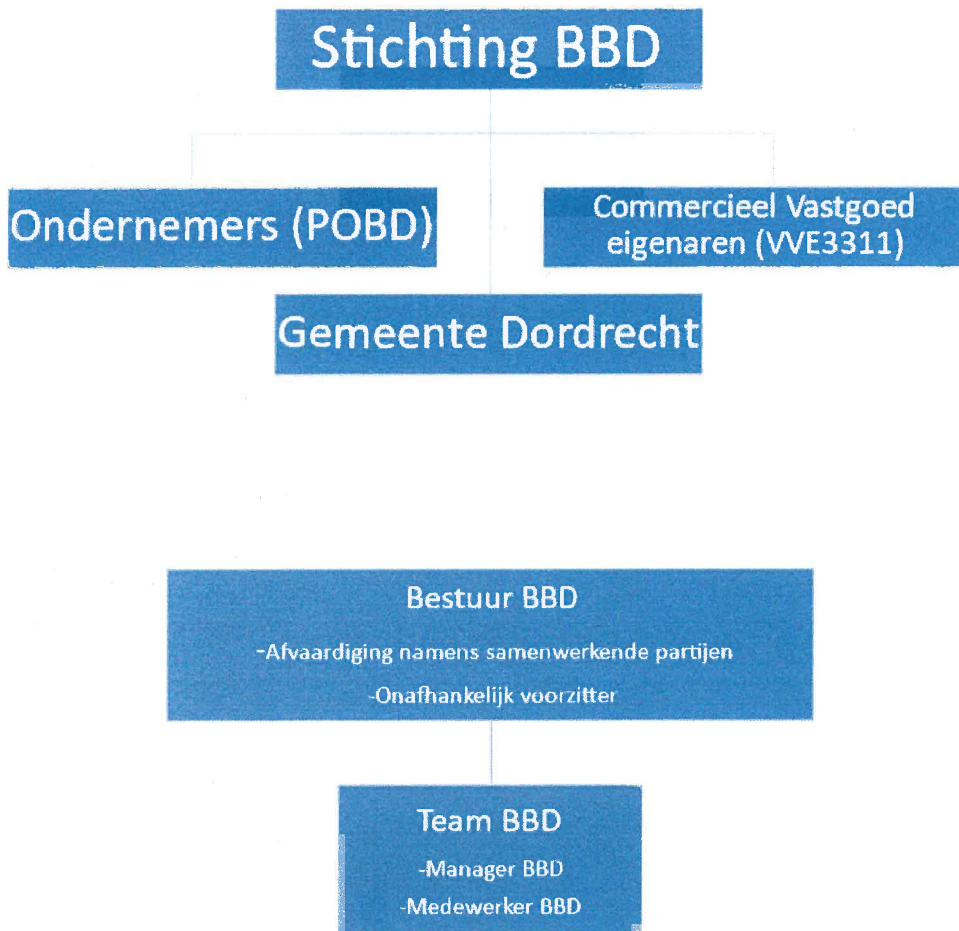 Stichting BBD
Ondernemers (POBD)
Commercieel Vastgoed
eigenaren (VVE3311)
Gemeente Dordrecht
Bestuur BBD
-Afvaardiging namens samenwerkende partijen
-Onafhankelijk voorzitter
Team BBD
-Manager BBD
-Medewerker BBD